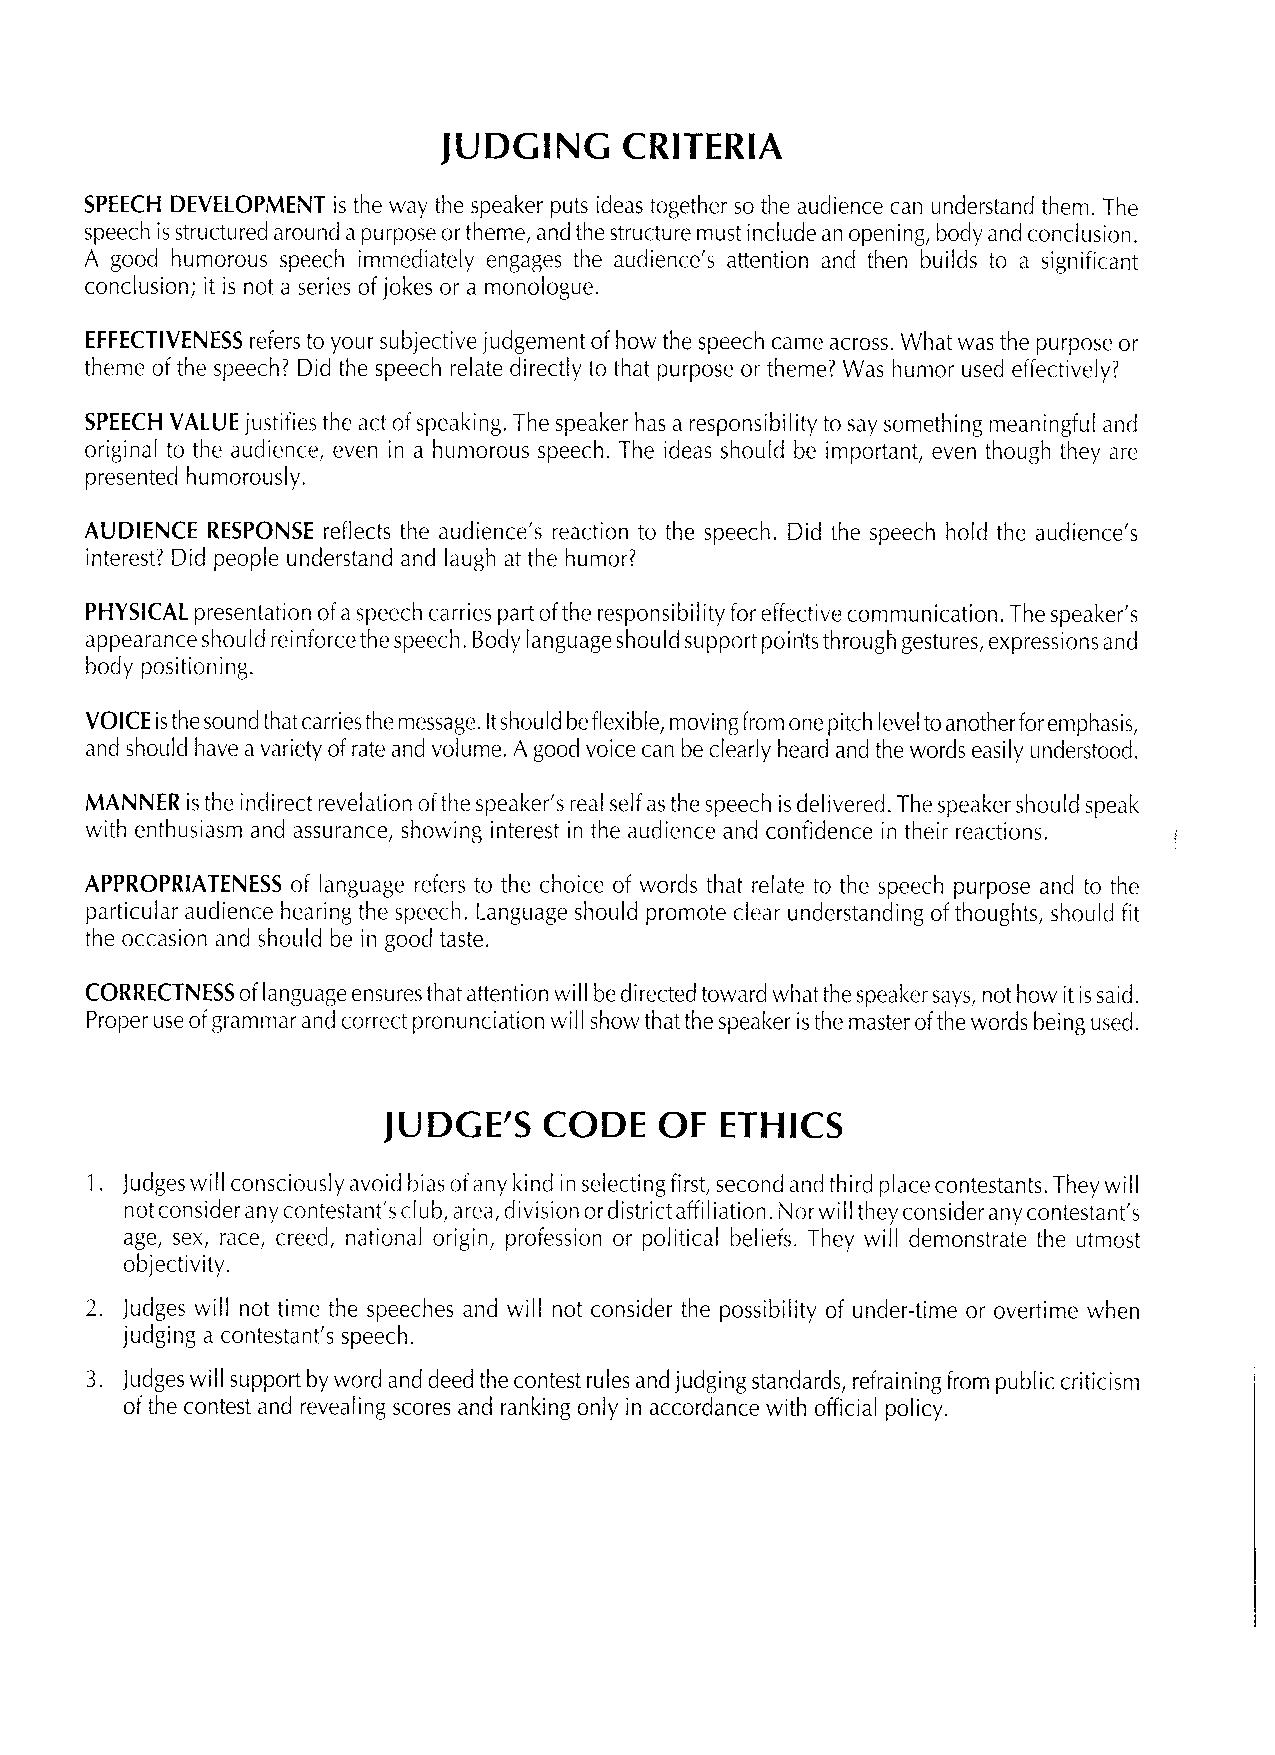 JUDGING CRITERIA
SPEECH DEVELOPMENT is the way the speaker puts ideas together so the audience can understand them. The
speech is structured around a purpose or theme, and the structure must include an opening, body and conclusion.
A good humorous speech immediately engages the audience's attention and then builds to a significant
conclusion; it is not a series of jokes or a monologue.
EFFECTIVENESS refers to your subjective judgement of how the speech came across. What was the purpose or
theme of the speech? Did the speech relate directly to that purpose or theme? Was humor used effectively?
SPEECH VALUE justifies the act of speaking. The speaker has a responsibility to say something meaningful and
original to the audience, even in a humorous speech. The ideas should be important, even though they are
presented humorously.
AUDIENCE RESPONSE reflects the audience's reaction to the speech. Did the speech hold the audience's
interest? Did people understand and laugh at the humor?
PHYSICAL presentation of a speech carries part of the responsibility for effective communication. The speaker's
appearance should reinforce the speech. Body language should support points through gestures, expressions and
body positioning.
VOICE is the sound that carries the message. It should be flexible, moving from one pitch level to another for emphasis,
and should have a variety of rate and volume. A good voice can be clearly heard and the words easily understood.
MANNER is the indirect revelation of the speaker's real self as the speech is delivered. The speaker should speak
with enthusiasm and assurance, showing interest in the audience and confidence in their reactions.
APPROPRIATENESS of language refers to the choice of words that relate to the speech purpose and to the
particular audience hearing the speech. Language should promote clear understanding of thoughts, should fit
the occasion and should be in good taste.
CORRECTNESS of language ensures that attention will be directed toward what the speaker says, not how it is said.
Proper use of grammar and correct pronunciation will show that the speaker is the master of the words being used.
JUDGE'S CODE OF ETHICS
1. Judges will consciously avoid bias of any kind in selecting first, second and third place contestants. They will
not consider any contestant's club, area, division or district affiliation. Nor will they consider any contestant's
age, sex, race, creed, national origin, profession or political beliefs. They will demonstrate the utmost
objectivity.
2. Judges will not time the speeches and will not consider the possibility of under-time or overtime when
judging a contestant's speech.
3. Judges will support by word and deed the contest rules and judging standards, refraining from public criticism
of the contest and revealing scores and ranking only in accordance with official policy.